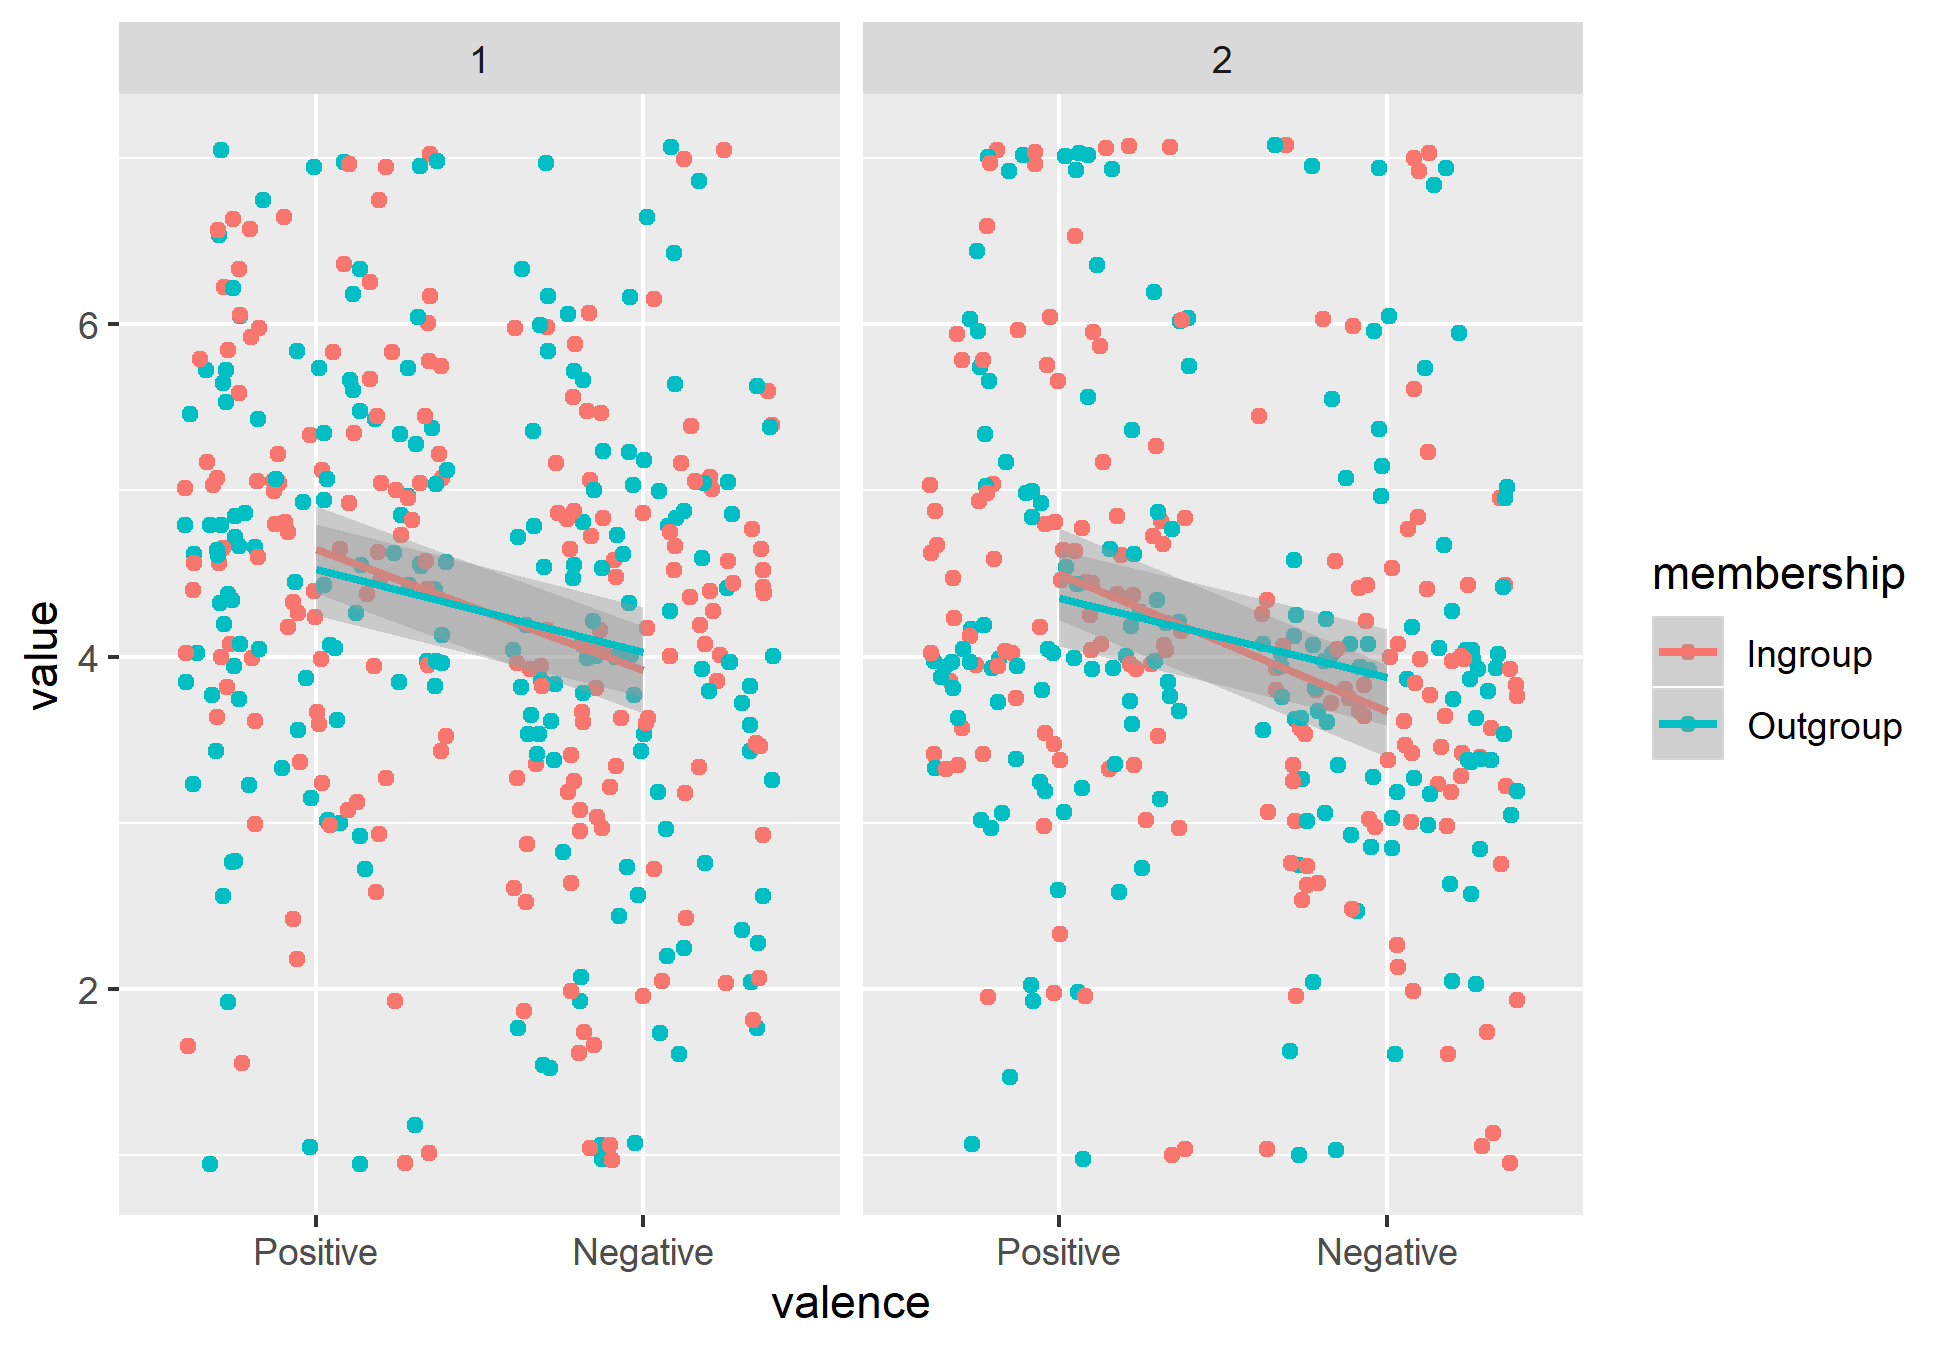 1
2
value
6
4
2
Positive
Negative
Positive
Negative
valence
membership
Ingroup
Outgroup